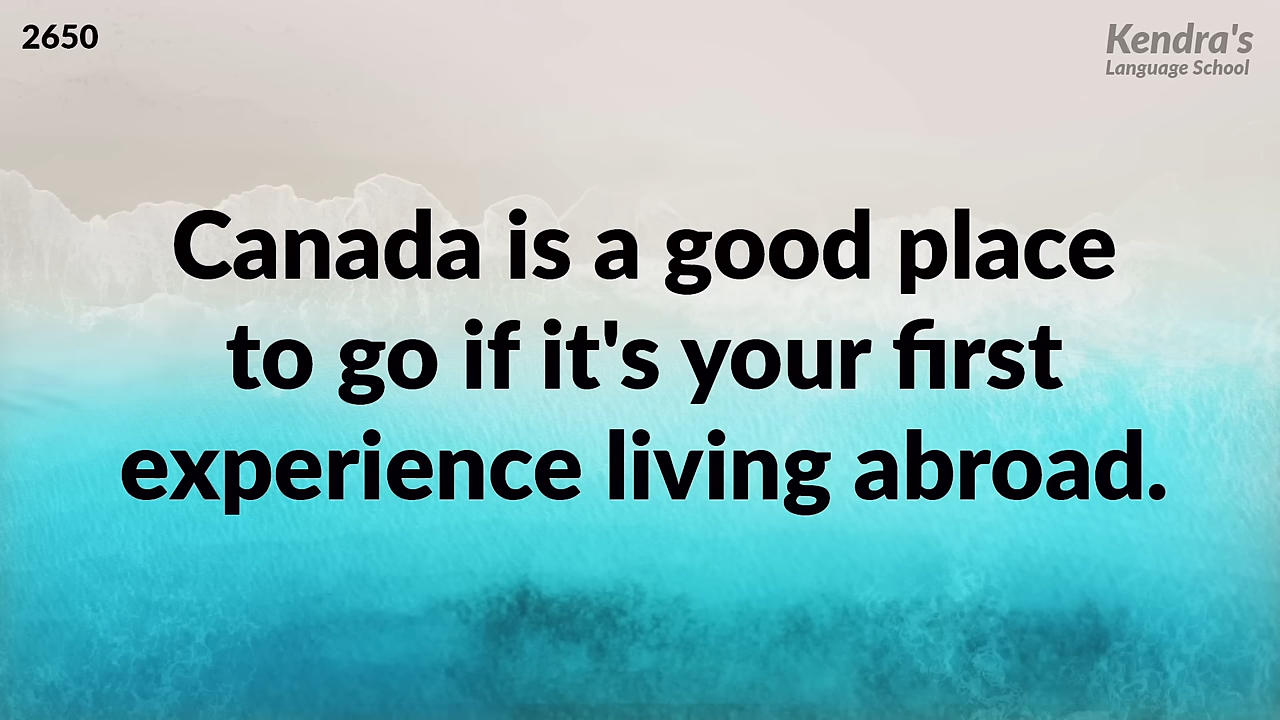 2650
Kendra's
Language School
Canada is a good place
to go if it's your first
experience living abroad.